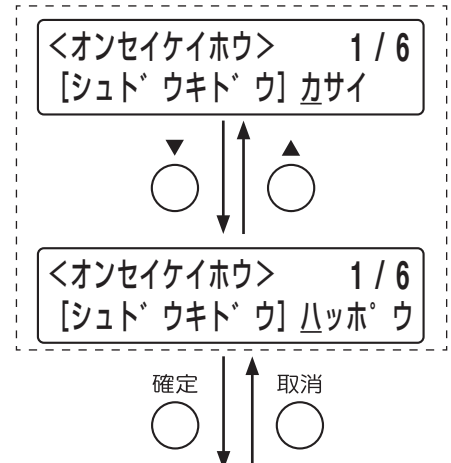 <オンセイケイホウ> 1/6
[シュト゛ウキト゛ウ] カサイ
▼ ▲
<オンセイケイホウ> 1/6
[シュト゛ウキト゛ウ] ハッホ゜ウ
確定 取消